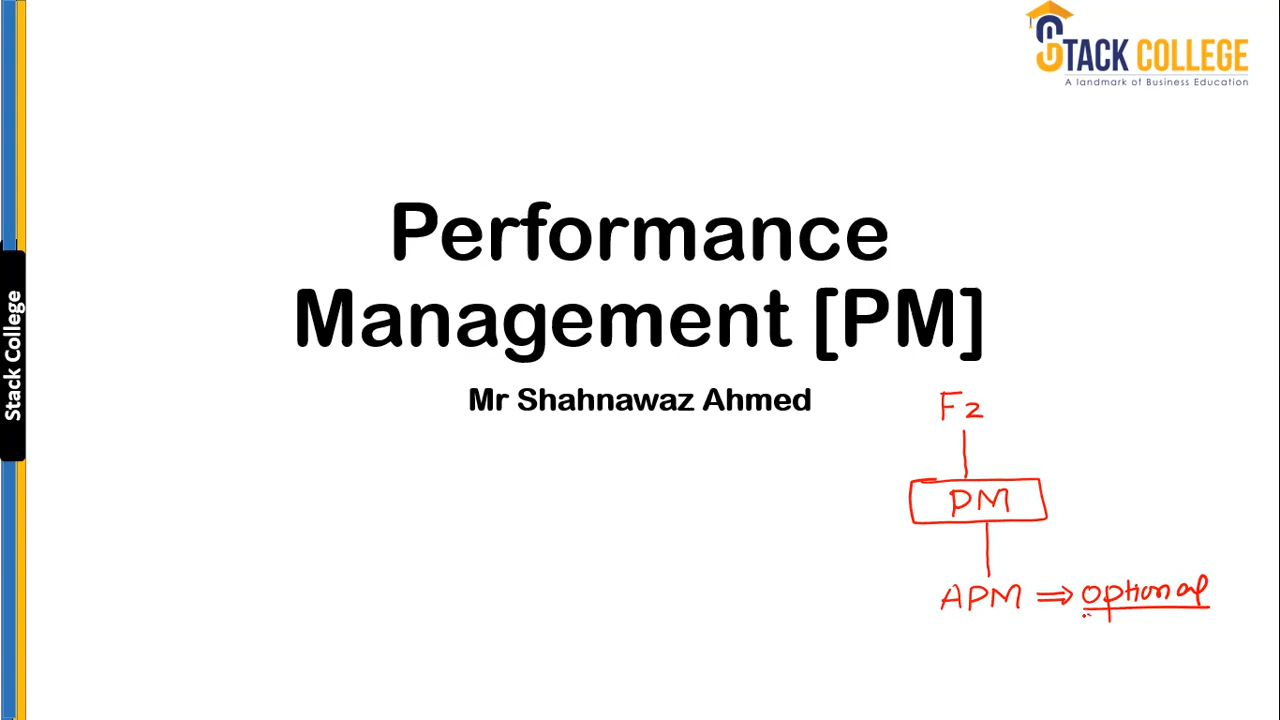 STACK COLLEGE
A landmark of Business Education
Performance
Management [PM]
Mr Shahnawaz Ahmed
Stack College
F2
PM
APM ⇒ optional